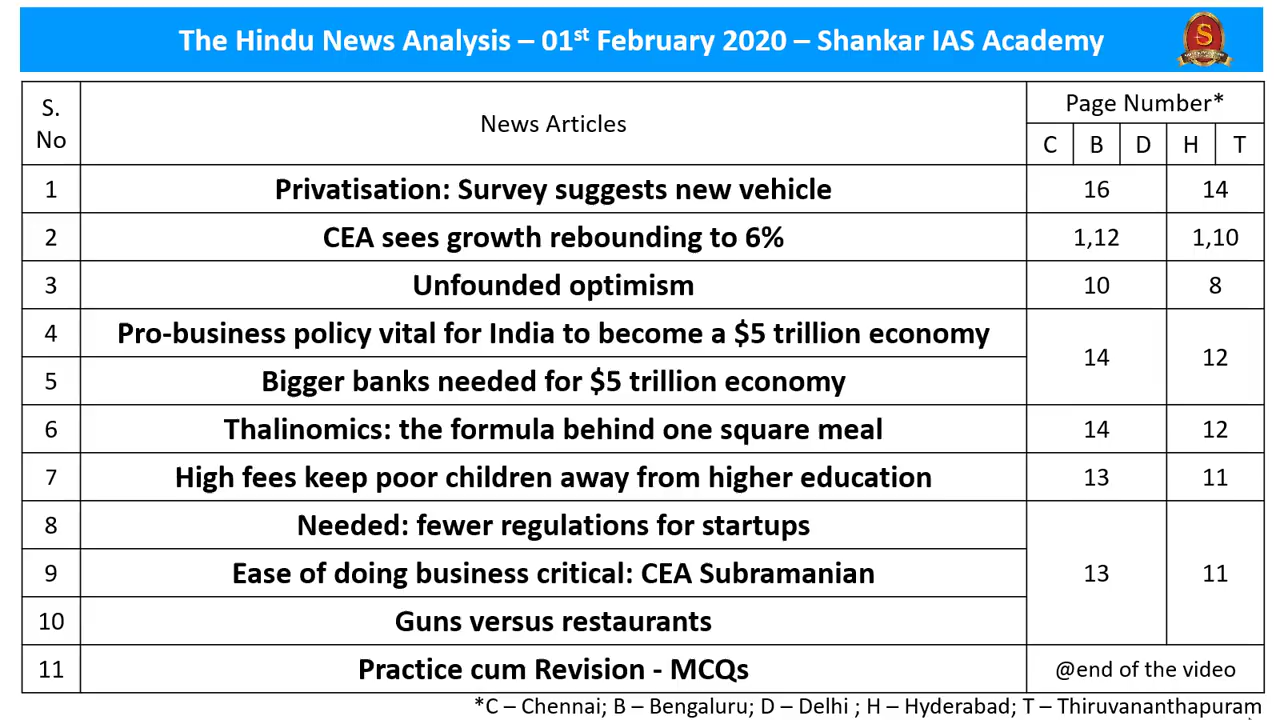 The Hindu News Analysis – 01st February 2020 – Shankar IAS Academy
S
S. No
News Articles
Page Number*
C B D H T
1 Privatisation: Survey suggests new vehicle 16 14
2 CEA sees growth rebounding to 6% 1,12 1,10
3 Unfounded optimism 10 8
4 Pro-business policy vital for India to become a $5 trillion economy
14 12
5 Bigger banks needed for $5 trillion economy
6 Thalinomics: the formula behind one square meal 14 12
7 High fees keep poor children away from higher education 13 11
8 Needed: fewer regulations for startups
9 Ease of doing business critical: CEA Subramanian 13 11
10 Guns versus restaurants
11 Practice cum Revision - MCQs @end of the video
*C – Chennai; B – Bengaluru; D – Delhi ; H – Hyderabad; T – Thiruvananthapuram